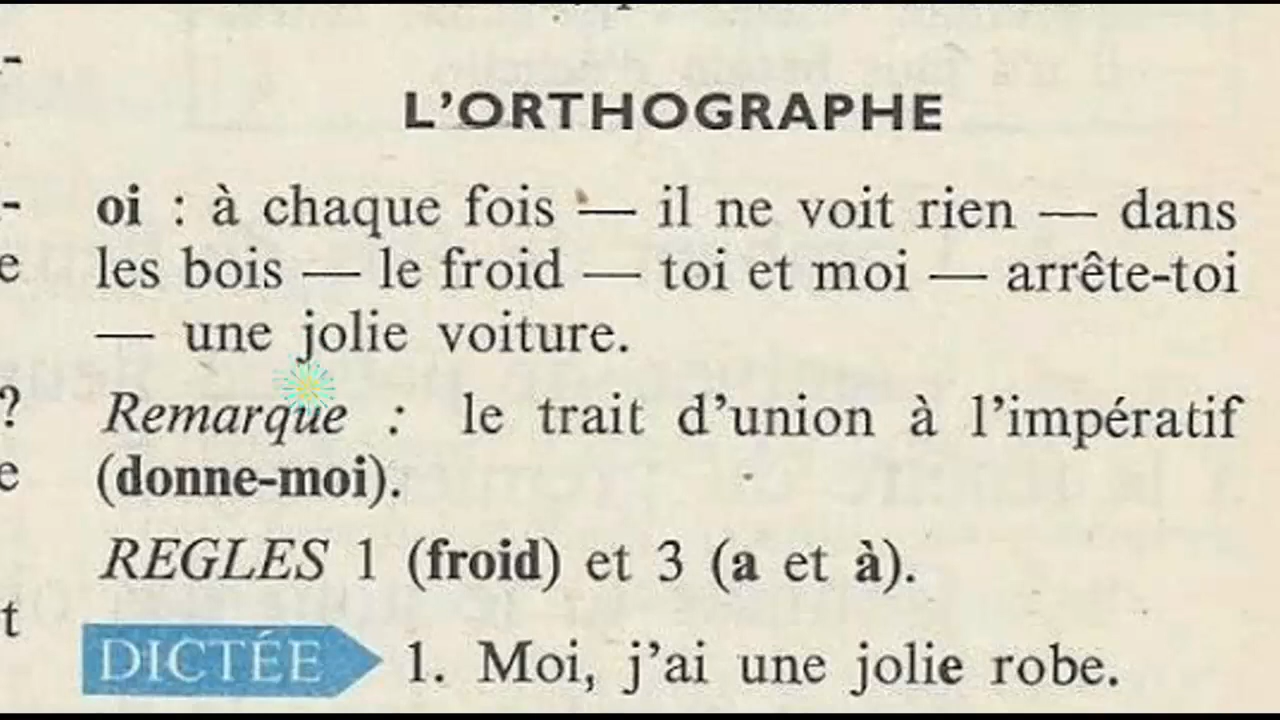 L'ORTHOGRAPHE
oi : à chaque fois — il ne voit rien — dans
les bois — le froid — toi et moi — arrête-toi
— une jolie voiture.
Remarque : le trait d'union à l'impératif
(donne-moi).
REGLES 1 (froid) et 3 (a et à).
DICTÉE 1. Moi, j'ai une jolie robe.